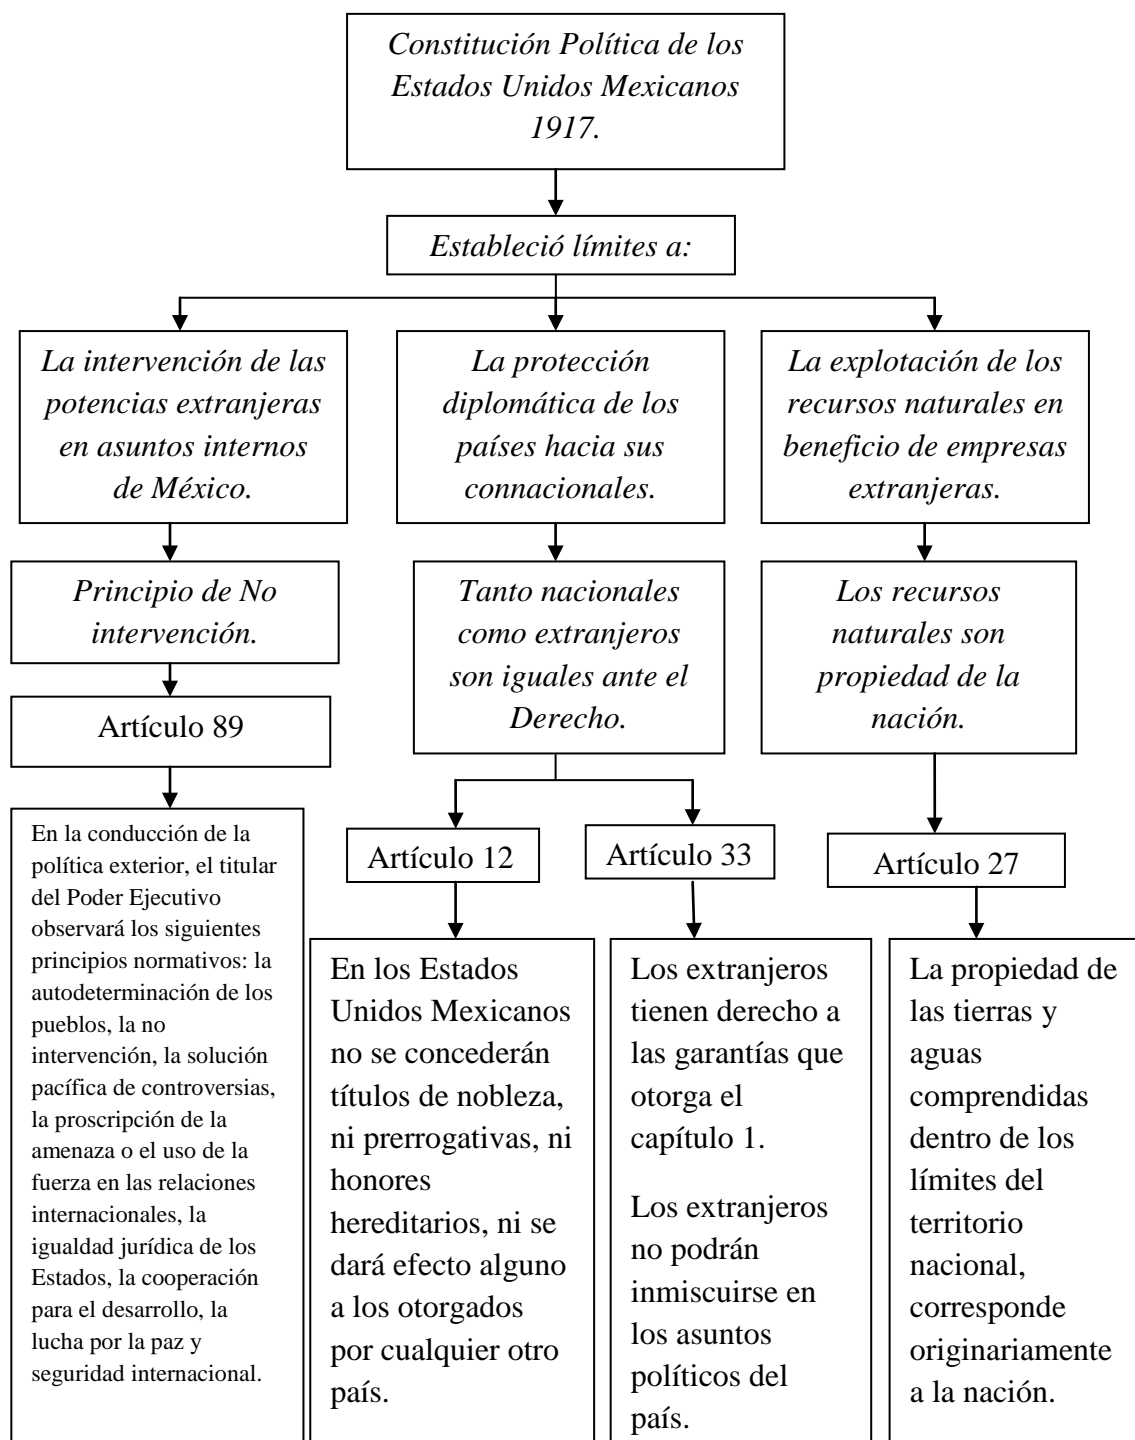 Constitución Política de los
Estados Unidos Mexicanos
1917.
Estableció límites a:
La intervención de las
potencias extranjeras
en asuntos internos
de México.
La protección
diplomática de los
países hacia sus
connacionales.
La explotación de los
recursos naturales en
beneficio de empresas
extranjeras.
Principio de No
intervención.
Tanto nacionales
como extranjeros
son iguales ante el
Derecho.
Los recursos
naturales son
propiedad de la
nación.
Artículo 89
Artículo 12
Artículo 33
Artículo 27
En la conducción de la
política exterior, el titular
del Poder Ejecutivo
observará los siguientes
principios normativos: la
autodeterminación de los
pueblos, la no
intervención, la solución
pacífica de controversias,
la proscripción de la
amenaza o el uso de la
fuerza en las relaciones
internacionales, la
igualdad jurídica de los
Estados, la cooperación
para el desarrollo, la
lucha por la paz y
seguridad internacional.
En los Estados
Unidos Mexicanos
no se concederán
títulos de nobleza,
ni prerrogativas, ni
honores
hereditarios, ni se
dará efecto alguno
a los otorgados
por cualquier otro
país.
Los extranjeros
tienen derecho a
las garantías que
otorga el
capítulo 1.
Los extranjeros
no podrán
inmiscuirse en
los asuntos
políticos del
país.
La propiedad de
las tierras y
aguas
comprendidas
dentro de los
límites del
territorio
nacional,
corresponde
originariamente
a la nación.